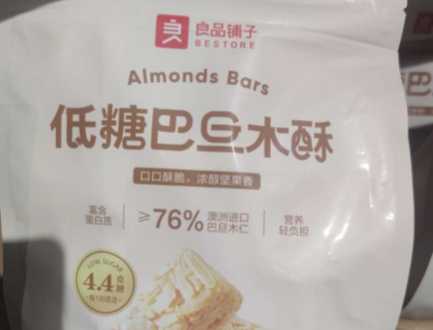 良品铺子
BESTORE
Almonds Bars
低糖巴旦木酥
口口酥脆，浓醇坚果香
富含
蛋白质
≥76%
澳洲进口
巴旦木仁
营养
轻负担
LOW SUGAR
4.4克
糖
每100克含